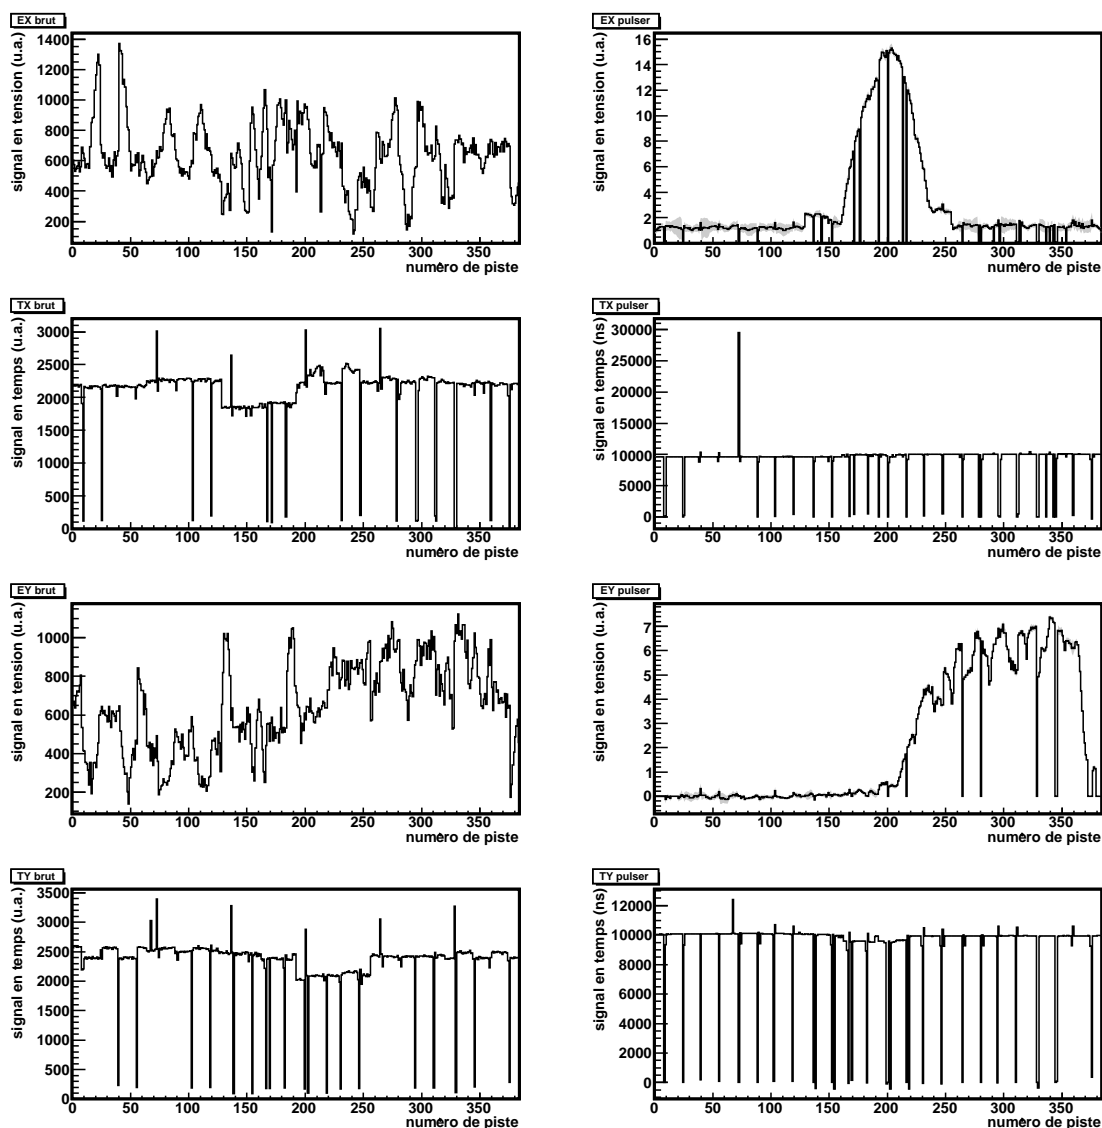 EX brut
signal en tension (u.a.)
1400
1200
1000
800
600
400
200
0 50 100 150 200 250 300 350
numéro de piste
EX pulser
signal en tension (u.a.)
16
14
12
10
8
6
4
2
0
0 50 100 150 200 250 300 350
numéro de piste
TX brut
signal en temps (u.a.)
3000
2500
2000
1500
1000
500
0
0 50 100 150 200 250 300 350
numéro de piste
TX pulser
signal en temps (ns)
30000
25000
20000
15000
10000
5000
0
0 50 100 150 200 250 300 350
numéro de piste
EY brut
signal en tension (u.a.)
1000
800
600
400
200
0 50 100 150 200 250 300 350
numéro de piste
EY pulser
signal en tension (u.a.)
7
6
5
4
3
2
1
0
0 50 100 150 200 250 300 350
numéro de piste
TY brut
signal en temps (u.a.)
3500
3000
2500
2000
1500
1000
500
0
0 50 100 150 200 250 300 350
numéro de piste
TY pulser
signal en temps (ns)
12000
10000
8000
6000
4000
2000
0
0 50 100 150 200 250 300 350
numéro de piste